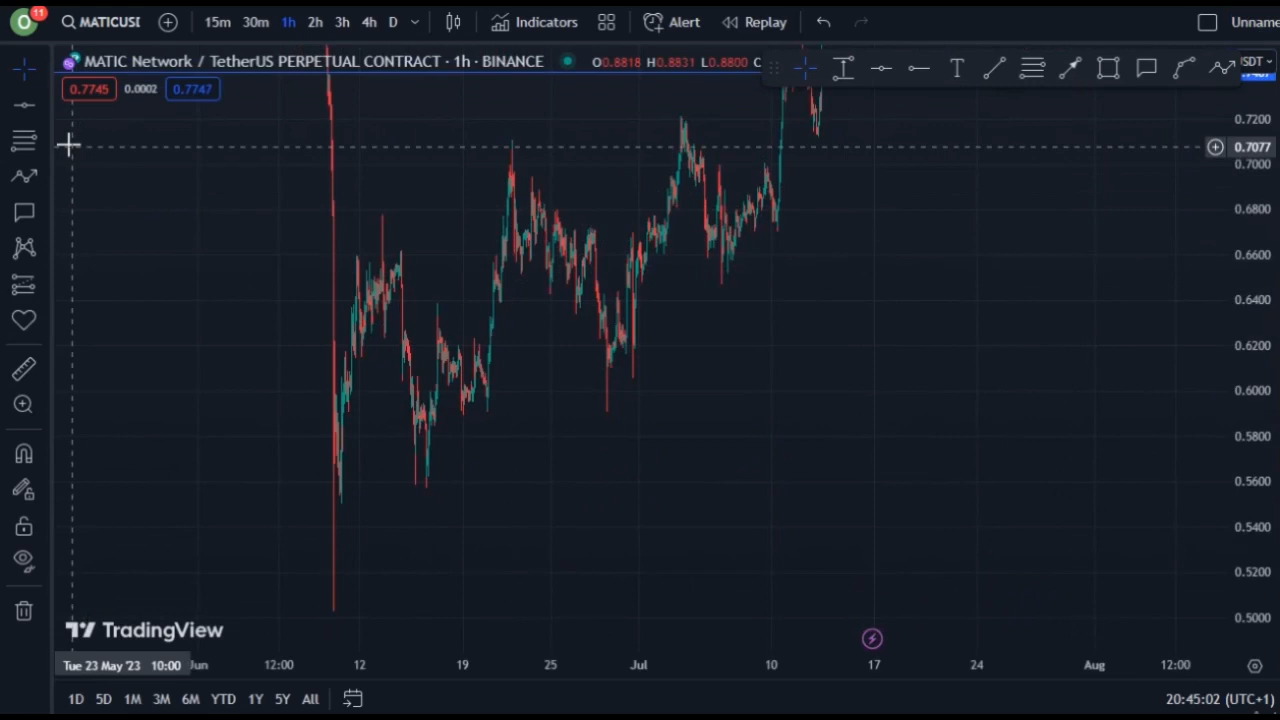 O 11 MATICUSI 15m 30m 1h 2h 3h 4h D Indicators Alert Replay Unname
MATIC Network / TetherUS PERPETUAL CONTRACT · 1h · BINANCE O0.8818 H0.8831 L0.8800 C
T
0.7745 0.0002 0.7747
0.7200
0.7077
0.7000
0.6800
0.6600
0.6400
0.6200
0.6000
0.5800
0.5600
0.5400
0.5200
0.5000
TradingView
Tue 23 May '23 10:00 Jun 12:00 12 19 25 Jul 10 17 24 Aug 12:00
1D 5D 1M 3M 6M YTD 1Y 5Y All 20:45:02 (UTC+1)